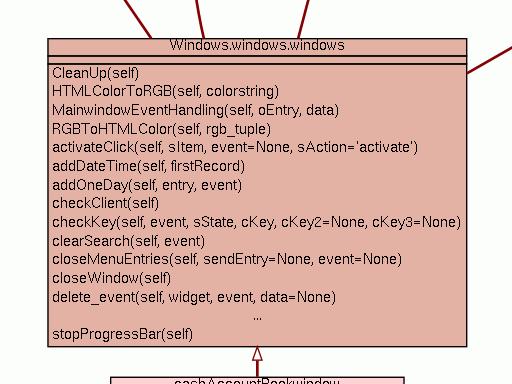 Windows.windows.windows
CleanUp(self)
HTMLColorToRGB(self, colorstring)
MainwindowEventHandling(self, oEntry, data)
RGBToHTMLColor(self, rgb_tuple)
activateClick(self, sItem, event=None, sAction='activate')
addDateTime(self, firstRecord)
addOneDay(self, entry, event)
checkClient(self)
checkKey(self, event, sState, cKey, cKey2=None, cKey3=None)
clearSearch(self, event)
closeMenuEntries(self, sendEntry=None, event=None)
closeWindow(self)
delete_event(self, widget, event, data=None)
...
stopProgressBar(self)
cashAccountBookwindow